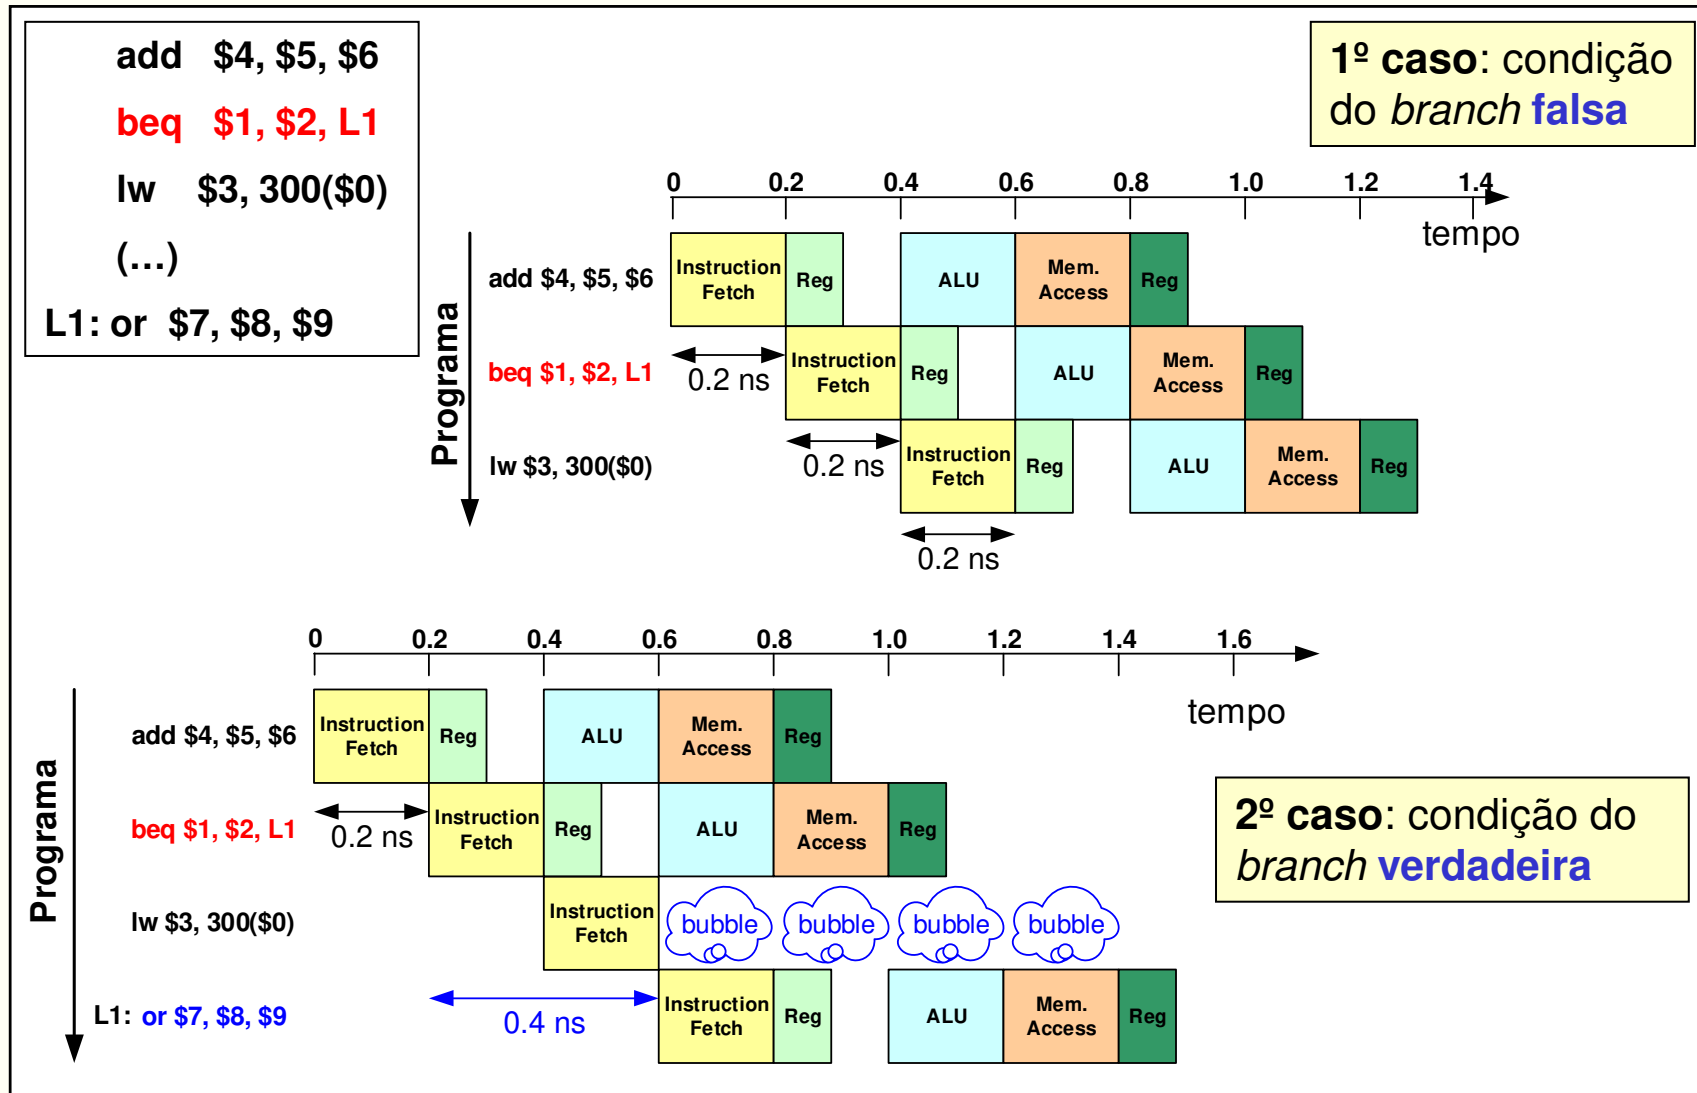 add $4, $5, $6
beq $1, $2, L1
lw $3, 300($0)
(...)
L1: or $7, $8, $9
1º caso: condição
do branch falsa
0 0.2 0.4 0.6 0.8 1.0 1.2 1.4
tempo
Programa
add $4, $5, $6
Instruction
Fetch
Reg
ALU
Mem.
Access
Reg
beq $1, $2, L1
0.2 ns
Instruction
Fetch
Reg
ALU
Mem.
Access
Reg
lw $3, 300($0)
0.2 ns
Instruction
Fetch
Reg
ALU
Mem.
Access
Reg
0.2 ns
0 0.2 0.4 0.6 0.8 1.0 1.2 1.4 1.6
tempo
Programa
add $4, $5, $6
Instruction
Fetch
Reg
ALU
Mem.
Access
Reg
beq $1, $2, L1
0.2 ns
Instruction
Fetch
Reg
ALU
Mem.
Access
Reg
2º caso: condição do
branch verdadeira
lw $3, 300($0)
Instruction
Fetch
bubble
bubble
bubble
bubble
L1: or $7, $8, $9
0.4 ns
Instruction
Fetch
Reg
ALU
Mem.
Access
Reg